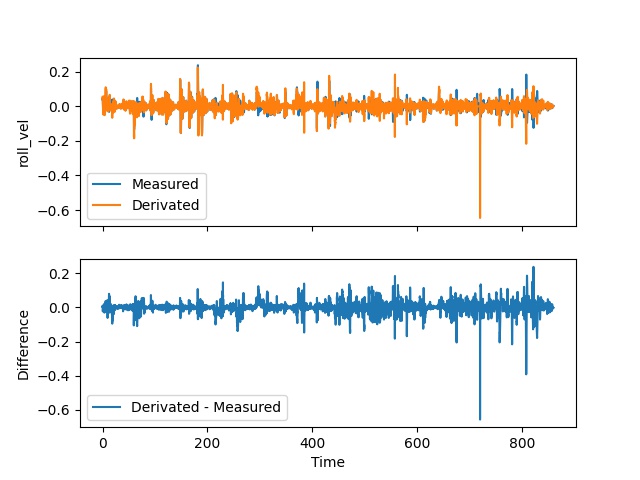 0.2
0.0
−0.2
−0.4
−0.6
roll_vel
Measured
Derivated
0.2
0.0
−0.2
−0.4
−0.6
Difference
Derivated - Measured
0
200
400
600
800
Time